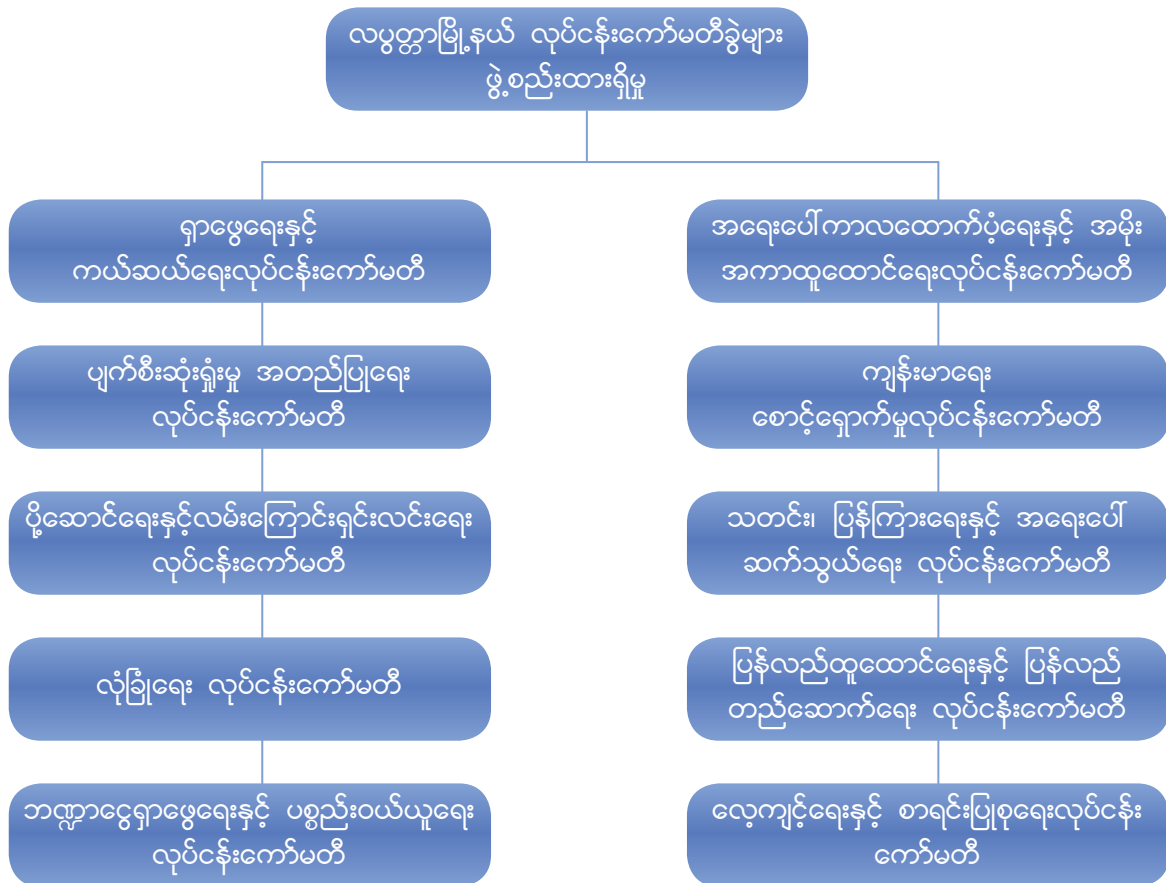 လပွတ္တာမြို့နယ် လုပ်ငန်းကော်မတီခွဲများ
ဖွဲ့စည်းထားရှိမှု
ရှာဖွေရေးနှင့်
ကယ်ဆယ်ရေးလုပ်ငန်းကော်မတီ
ပျက်စီးဆုံးရှုံးမှု အတည်ပြုရေး
လုပ်ငန်းကော်မတီ
ပို့ဆောင်ရေးနှင့်လမ်းကြောင်းရှင်းလင်းရေး
လုပ်ငန်းကော်မတီ
လုံခြုံရေး လုပ်ငန်းကော်မတီ
ဘဏ္ဍာငွေရှာဖွေရေးနှင့် ပစ္စည်းဝယ်ယူရေး
လုပ်ငန်းကော်မတီ
အရေးပေါ်ကာလထောက်ပံ့ရေးနှင့် အမိုး
အကာထူထောင်ရေးလုပ်ငန်းကော်မတီ
ကျန်းမာရေး
စောင့်ရှောက်မှုလုပ်ငန်းကော်မတီ
သတင်း၊ ပြန်ကြားရေးနှင့် အရေးပေါ်
ဆက်သွယ်ရေး လုပ်ငန်းကော်မတီ
ပြန်လည်ထူထောင်ရေးနှင့် ပြန်လည်
တည်ဆောက်ရေး လုပ်ငန်းကော်မတီ
လေ့ကျင့်ရေးနှင့် စာရင်းပြုစုရေးလုပ်ငန်း
ကော်မတီ